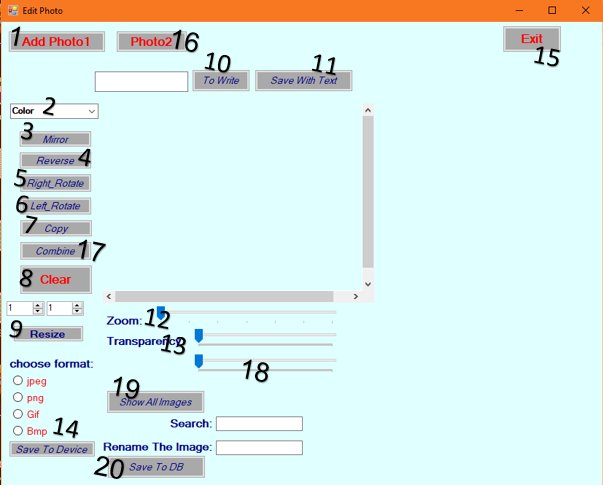 Edit Photo
1 Add Photo1 Photo2 16 Exit 15
10 11
To Write Save With Text
Color 2
3 Mirror
Reverse 4
5 Right_Rotate
6 Left_Rotate
7 Copy
Combine 17
8 Clear
1 1
9 Resize
Zoom: 12
Transparency: 13
18
choose format:
jpeg
png
Gif
Bmp 14
Save To Device
19
Show All Images
Search:
Rename The Image:
20 Save To DB